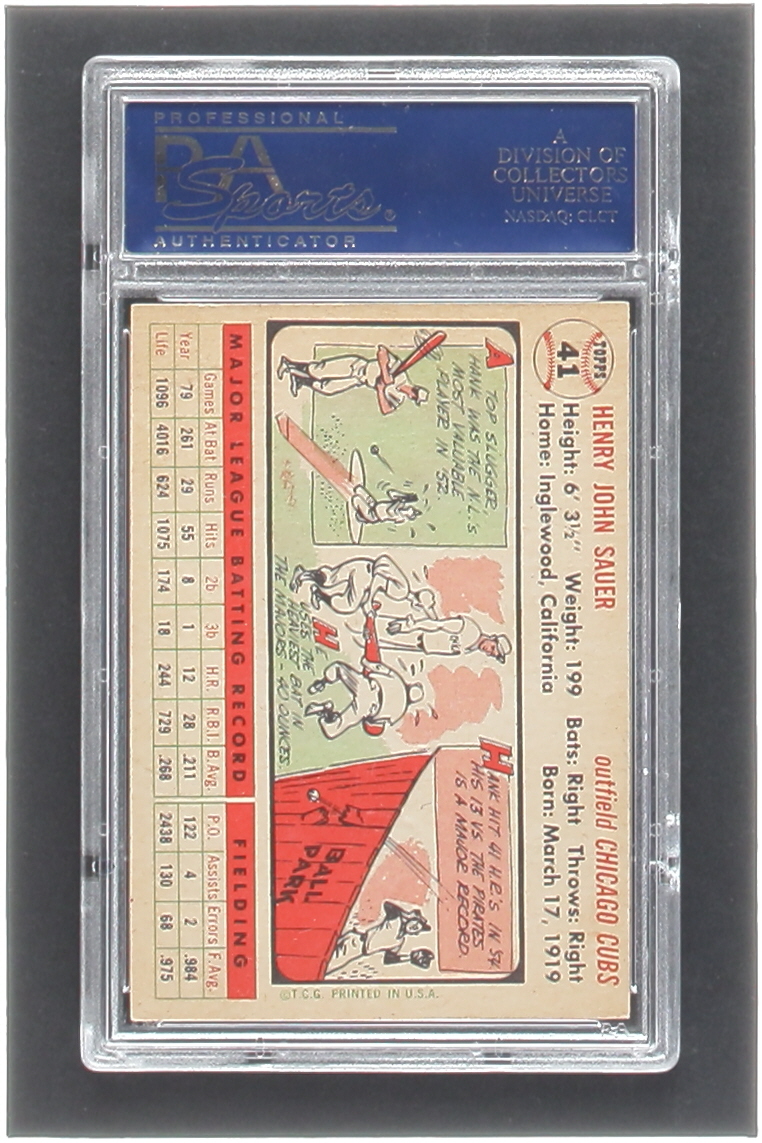 PROFESSIONAL
PSA
Sports.
AUTHENTICATOR
A
DIVISION OF
COLLECTORS
UNIVERSE
NASDAQ: CLCT
TOPPS
41
HENRY JOHN SAUER outfield CHICAGO CUBS
Height: 6' 3½" Weight: 199 Bats: Right Throws: Right
Home: Inglewood, California Born: March 17, 1919
A TOP SLUGGER,
HANK WAS THE N.L.'S
MOST VALUABLE
PLAYER IN '52.
HE
USES THE
HEAVIEST BAT IN
THE MAJORS - 40 OUNCES.
HANK HIT 41 H.R.'S IN '54.
HIS 13 VS. THE PIRATES
IS A MAJOR RECORD.
BALL
PARK
©T.C.G. PRINTED IN U.S.A.
MAJOR LEAGUE BATTING RECORD FIELDING
Games At Bat Runs Hits 2b 3b H.R. R.B.I. B.Avg. P.O. Assists Errors F.Avg.
Year 79 261 29 55 8 1 12 28 .211 122 4 2 .984
Life 1096 4016 624 1075 174 18 244 729 .268 2438 130 68 .975